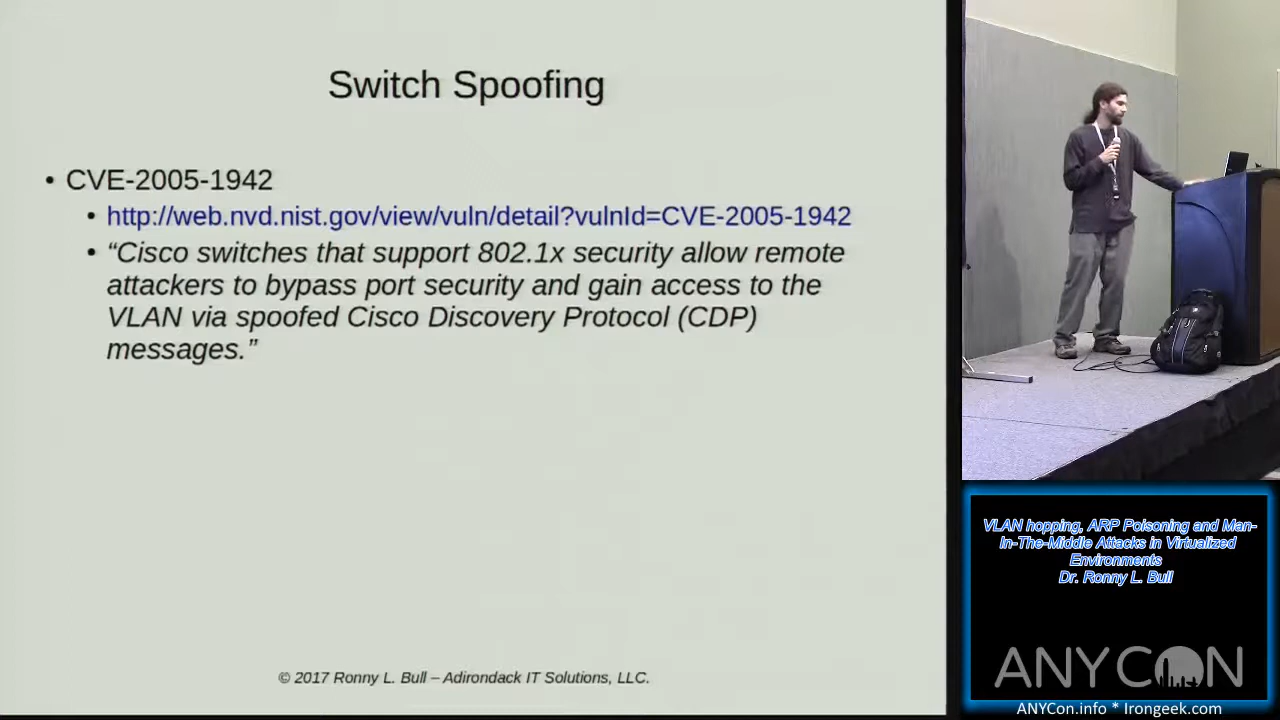 Switch Spoofing
• CVE-2005-1942
• http://web.nvd.nist.gov/view/vuln/detail?vulnId=CVE-2005-1942
• “Cisco switches that support 802.1x security allow remote
attackers to bypass port security and gain access to the
VLAN via spoofed Cisco Discovery Protocol (CDP)
messages.”
© 2017 Ronny L. Bull – Adirondack IT Solutions, LLC.
VLAN hopping, ARP Poisoning and Man-
In-The-Middle Attacks in Virtualized
Environments
Dr. Ronny L. Bull
ANYCON
ANYCon.info * Irongeek.com